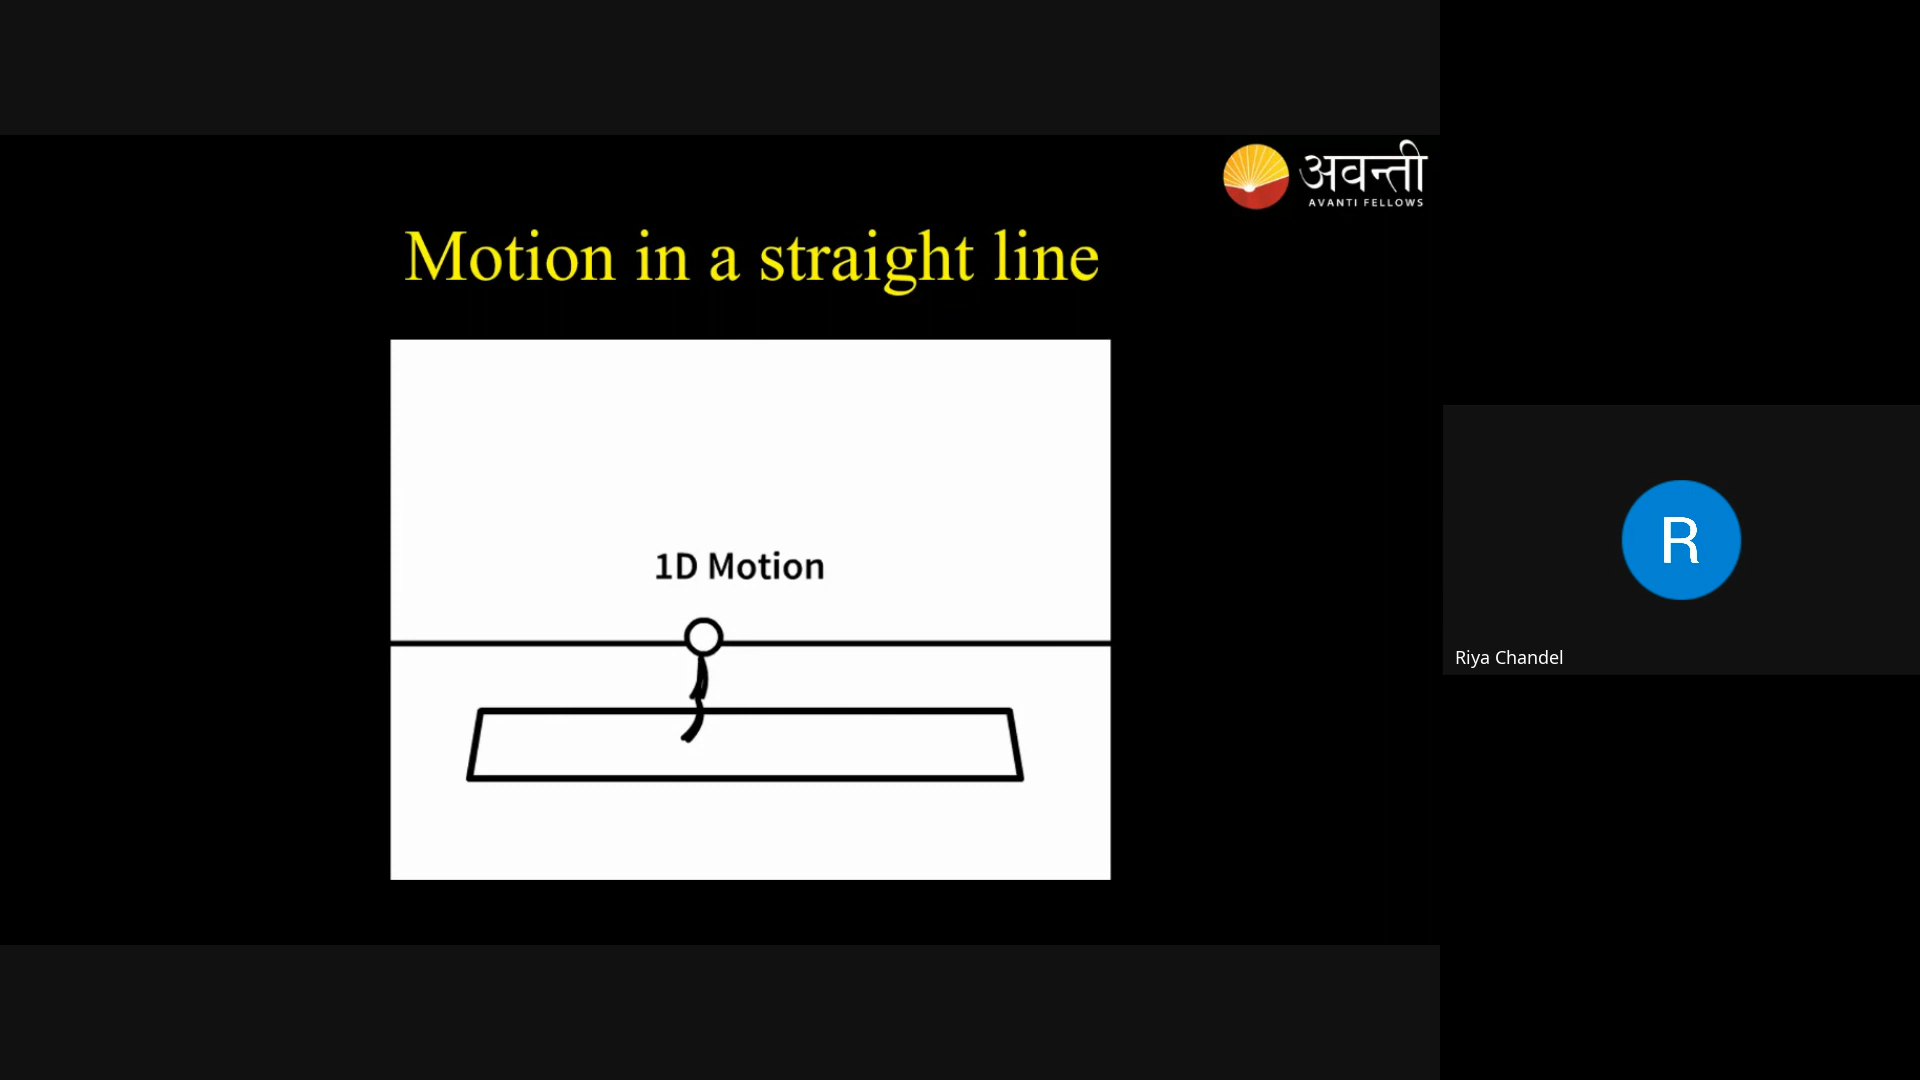 अवन्ती
AVANTI FELLOWS
Motion in a straight line
1D Motion
R
Riya Chandel